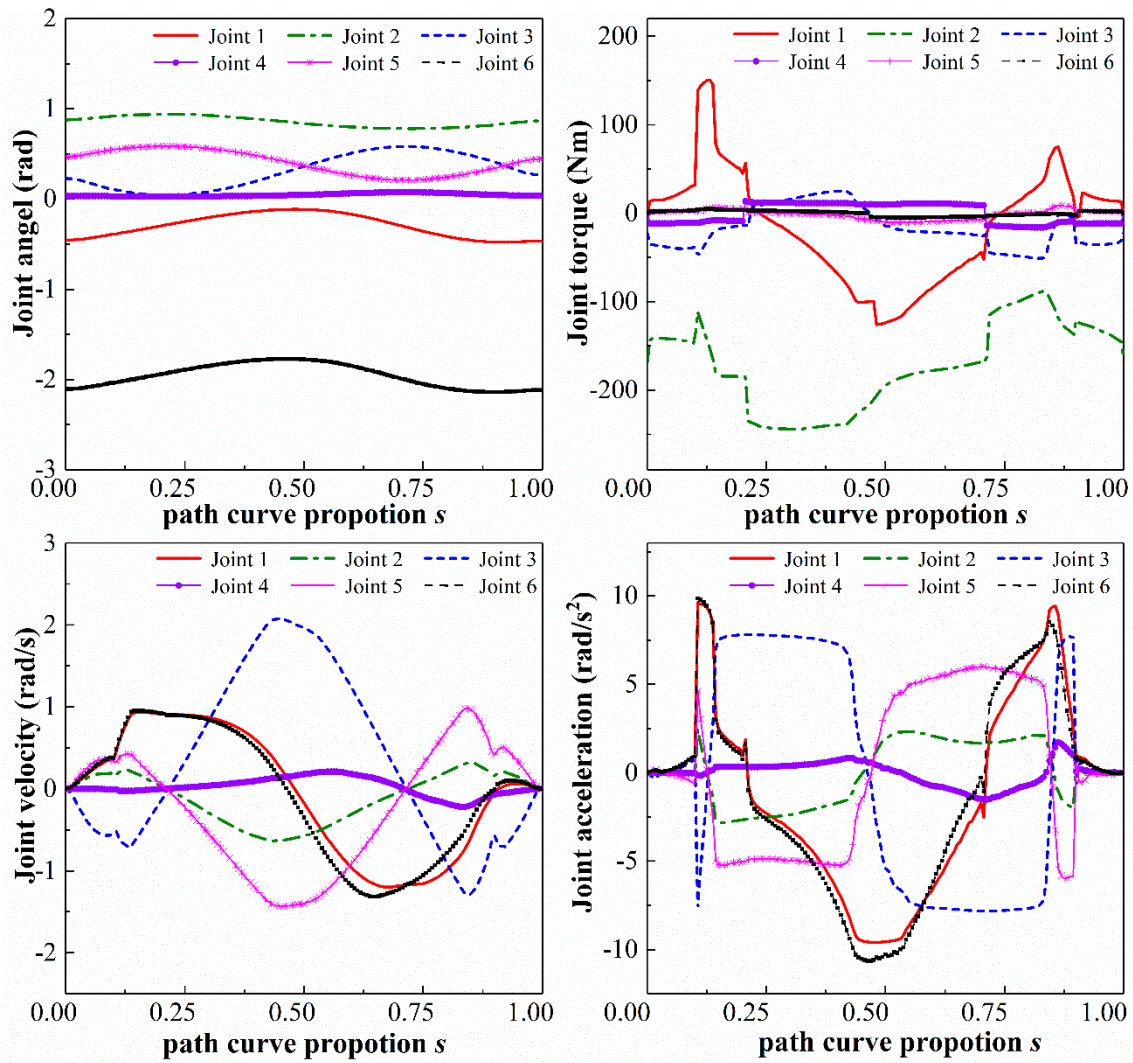 Joint angel (rad)
2
1
0
-1
-2
-3
Joint 1 Joint 2 Joint 3
Joint 4 Joint 5 Joint 6
0.00 0.25 0.50 0.75 1.00
path curve propotion s
Joint torque (Nm)
200
100
0
-100
-200
Joint 1 Joint 2 Joint 3
Joint 4 Joint 5 Joint 6
0.00 0.25 0.50 0.75 1.00
path curve propotion s
Joint velocity (rad/s)
3
2
1
0
-1
-2
Joint 1 Joint 2 Joint 3
Joint 4 Joint 5 Joint 6
0.00 0.25 0.50 0.75 1.00
path curve propotion s
Joint acceleration (rad/s²)
10
5
0
-5
-10
Joint 1 Joint 2 Joint 3
Joint 4 Joint 5 Joint 6
0.00 0.25 0.50 0.75 1.00
path curve propotion s